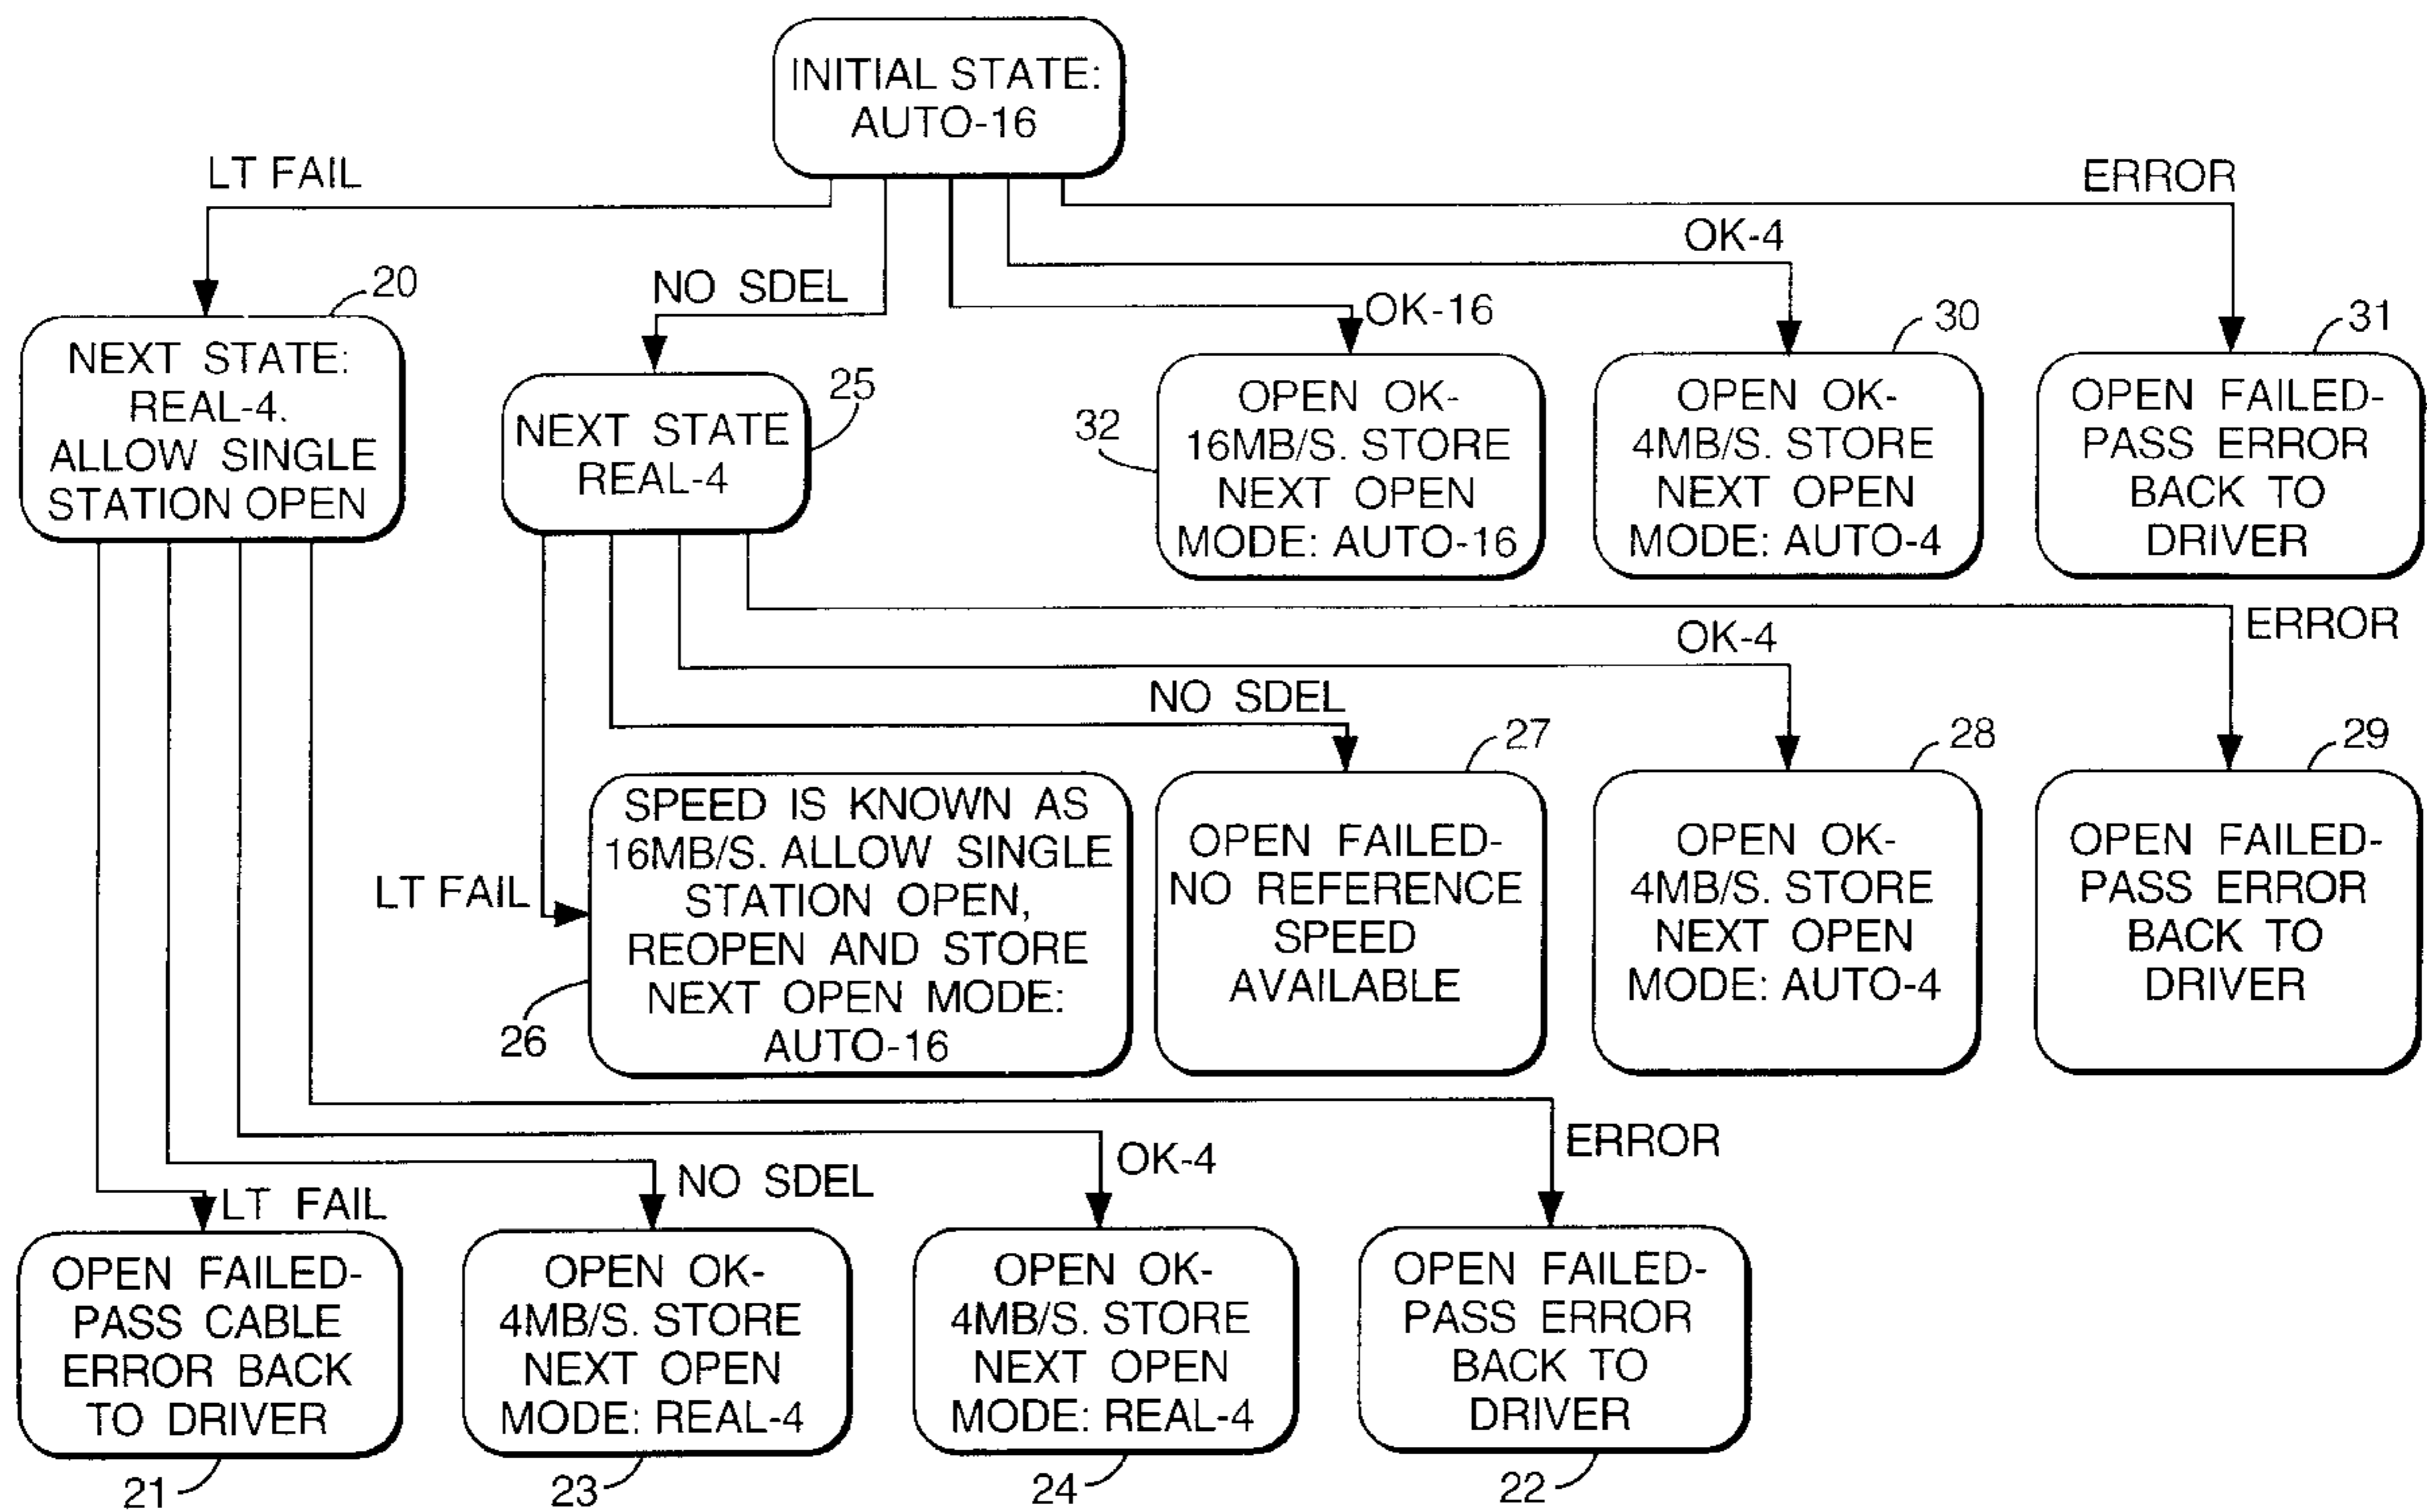 INITIAL STATE:
AUTO-16
LT FAIL
ERROR
OK-4
NO SDEL
OK-16
20
NEXT STATE:
REAL-4.
ALLOW SINGLE
STATION OPEN
25
NEXT STATE
REAL-4
32
OPEN OK-
16MB/S. STORE
NEXT OPEN
MODE: AUTO-16
30
OPEN OK-
4MB/S. STORE
NEXT OPEN
MODE: AUTO-4
31
OPEN FAILED-
PASS ERROR
BACK TO
DRIVER
ERROR
OK-4
NO SDEL
LT FAIL
26
SPEED IS KNOWN AS
16MB/S. ALLOW SINGLE
STATION OPEN,
REOPEN AND STORE
NEXT OPEN MODE:
AUTO-16
27
OPEN FAILED-
NO REFERENCE
SPEED
AVAILABLE
28
OPEN OK-
4MB/S. STORE
NEXT OPEN
MODE: AUTO-4
29
OPEN FAILED-
PASS ERROR
BACK TO
DRIVER
ERROR
OK-4
NO SDEL
LT FAIL
OPEN FAILED-
PASS CABLE
ERROR BACK
TO DRIVER
21
OPEN OK-
4MB/S. STORE
NEXT OPEN
MODE: REAL-4
23
OPEN OK-
4MB/S. STORE
NEXT OPEN
MODE: REAL-4
24
OPEN FAILED-
PASS ERROR
BACK TO
DRIVER
22